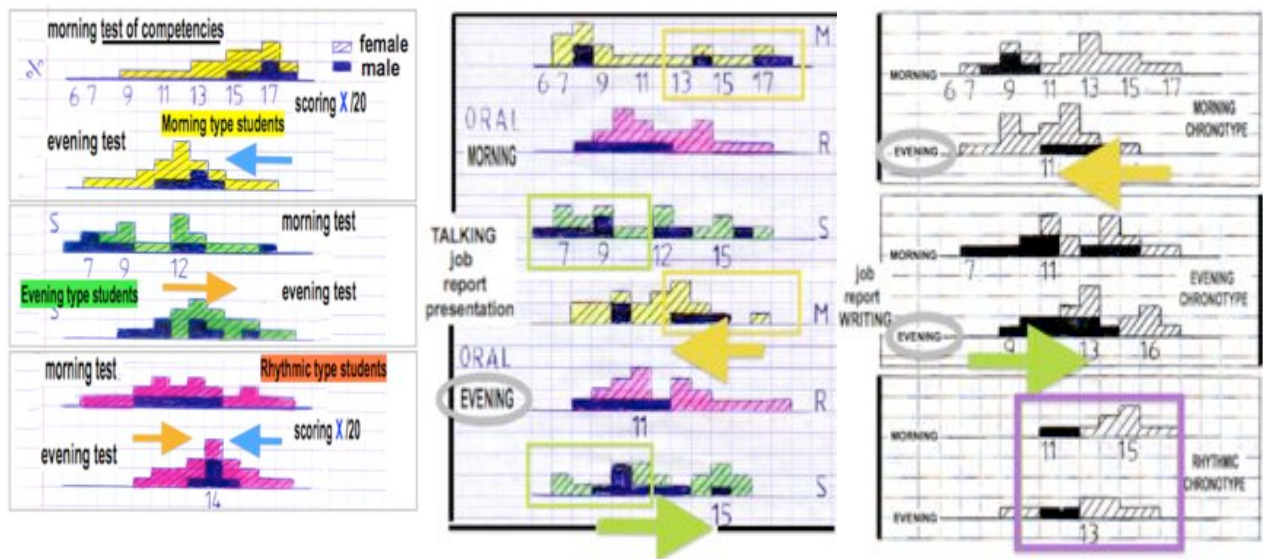 morning test of competencies
female
male
%
6 7 9 11 13 15 17
scoring X/20
Morning type students
evening test
S
morning test
7 9 12
Evening type students
evening test
S
morning test
Rhythmic type students
scoring X/20
evening test
14
M
6 7 9 11 13 15 17
ORAL
MORNING
R
S
7 9 12 15
TALKING
job
report
presentation
M
ORAL
EVENING
R
11
S
15
MORNING
6 7 9 11 13 15 17
MORNING
CHRONOTYPE
EVENING
11
MORNING
7 11
EVENING
CHRONOTYPE
job
report
WRITING
EVENING
9 13 16
MORNING
11 15
RHYTHMIC
CHRONOTYPE
EVENING
13